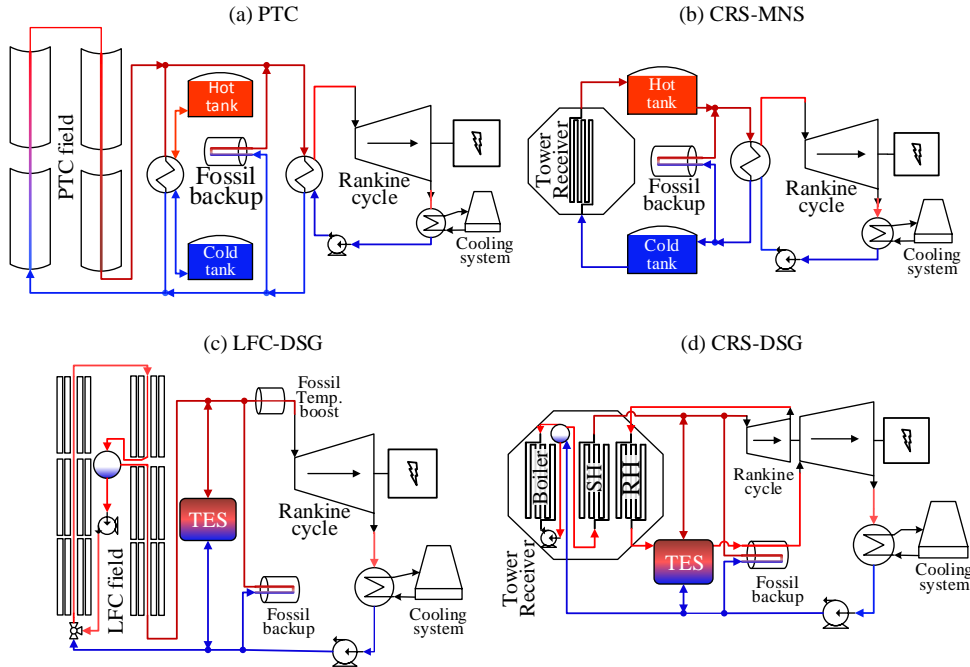 (a) PTC
PTC field
Hot
tank
Fossil
backup
Cold
tank
Rankine
cycle
Cooling
system
(b) CRS-MNS
Tower
Receiver
Hot
tank
Fossil
backup
Cold
tank
Rankine
cycle
Cooling
system
(c) LFC-DSG
LFC field
TES
Fossil
Temp.
boost
Fossil
backup
Rankine
cycle
Cooling
system
(d) CRS-DSG
Tower
Receiver
Boiler
SH
RH
TES
Rankine
cycle
Fossil
backup
Cooling
system